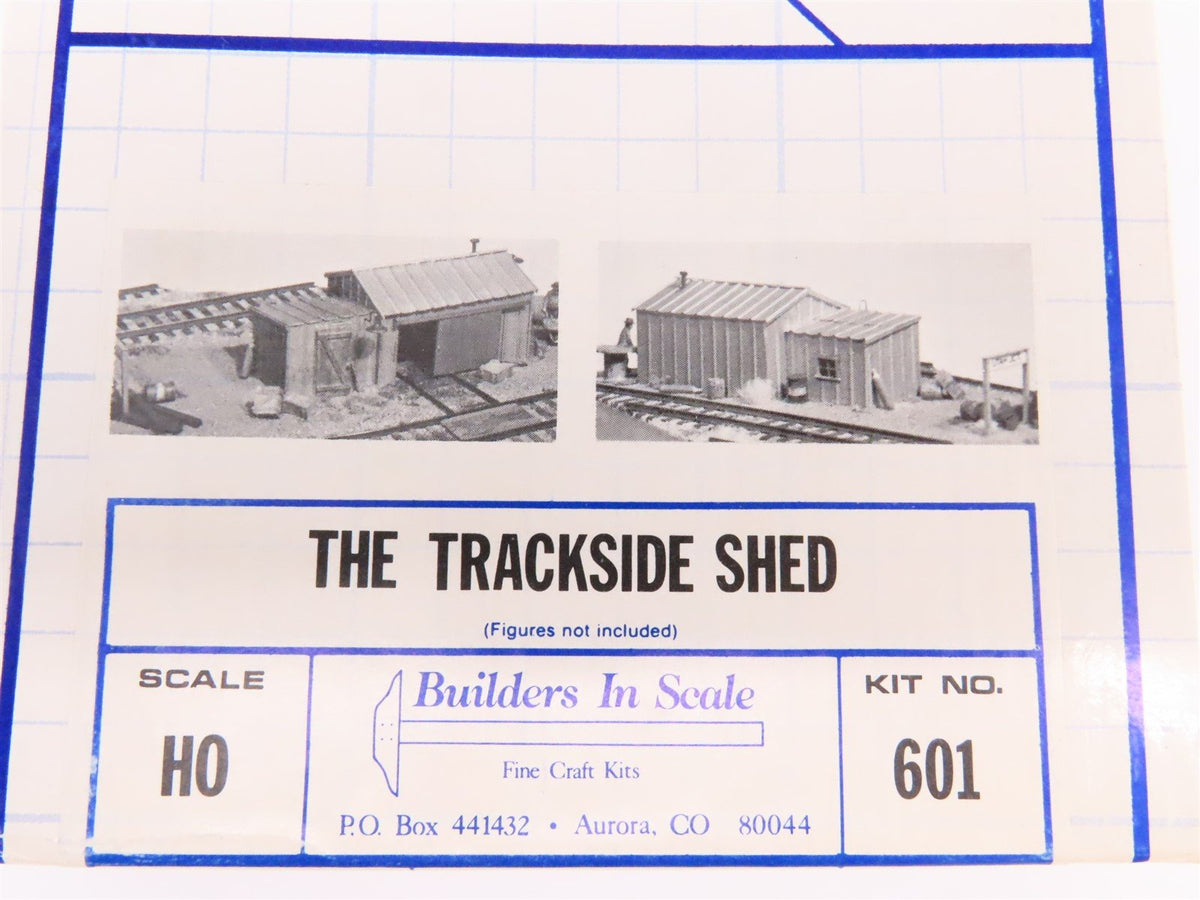 THE TRACKSIDE SHED
(Figures not included)
SCALE
HO
Builders In Scale
Fine Craft Kits
P.O. Box 441432 • Aurora, CO 80044
KIT NO.
601